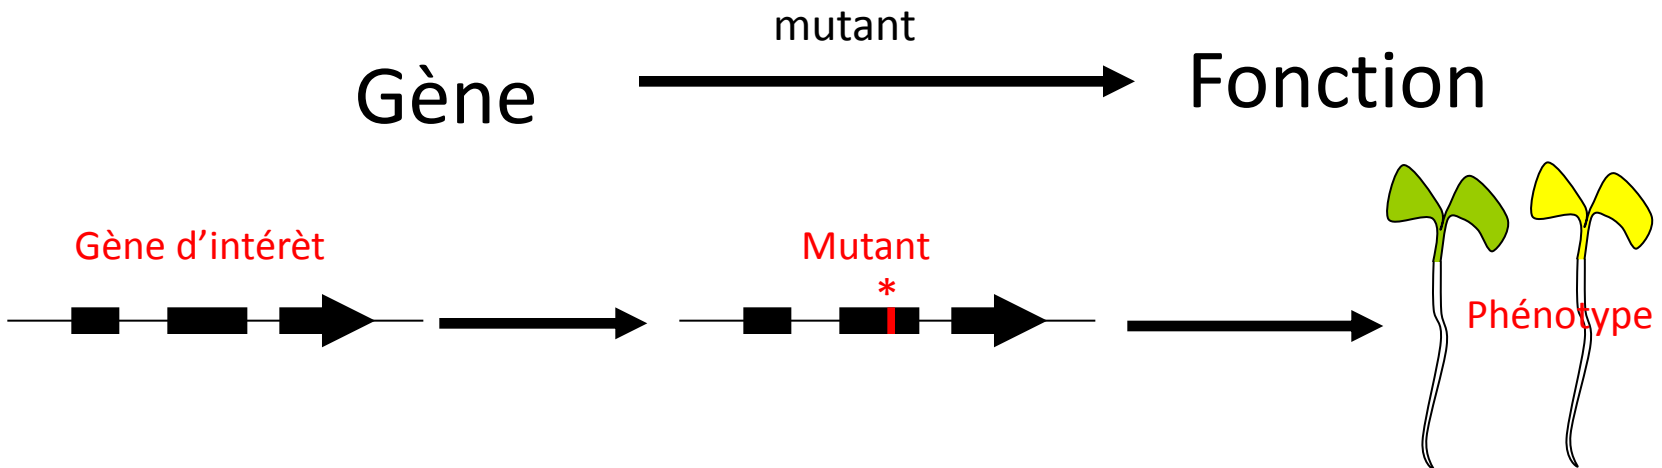 mutant
Gène
Fonction
Gène d’intérèt
Mutant
*
Phénotype